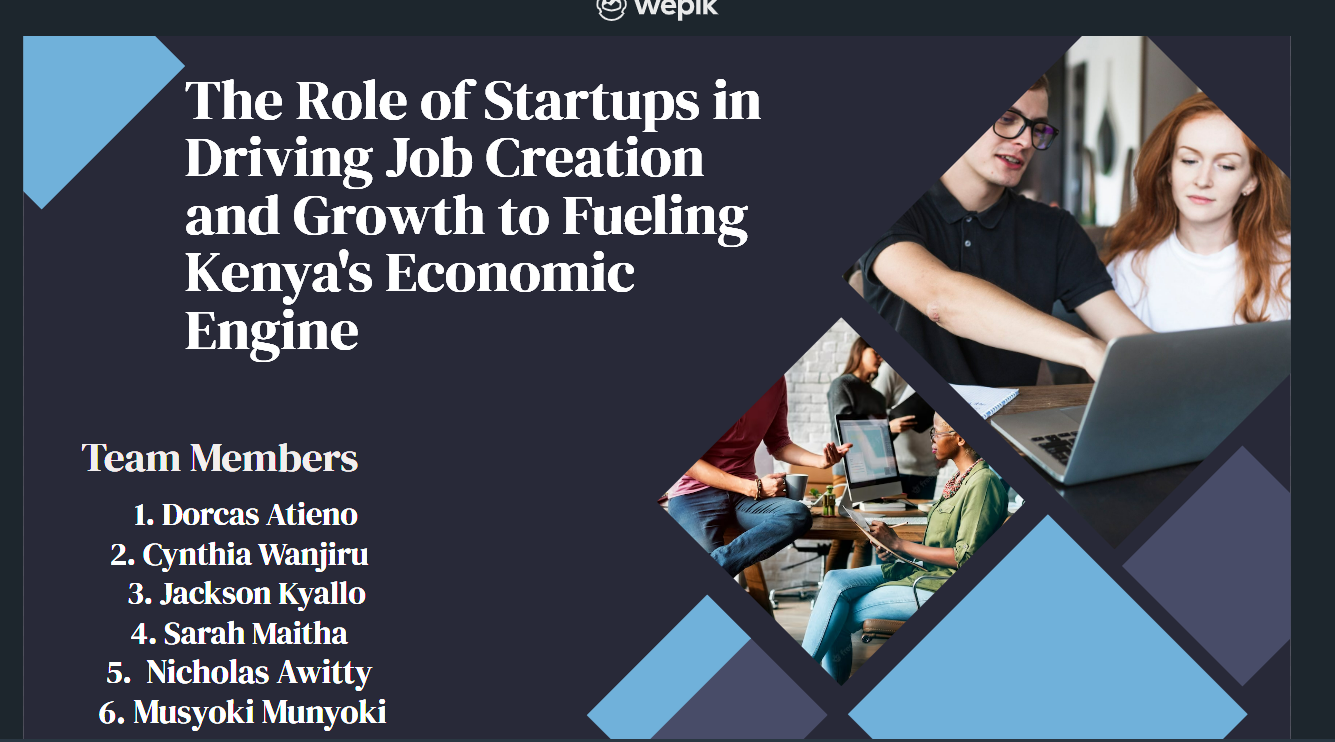 wepik
The Role of Startups in
Driving Job Creation
and Growth to Fueling
Kenya's Economic
Engine
Team Members
1. Dorcas Atieno
2. Cynthia Wanjiru
3. Jackson Kyallo
4. Sarah Maitha
5. Nicholas Awitty
6. Musyoki Munyoki